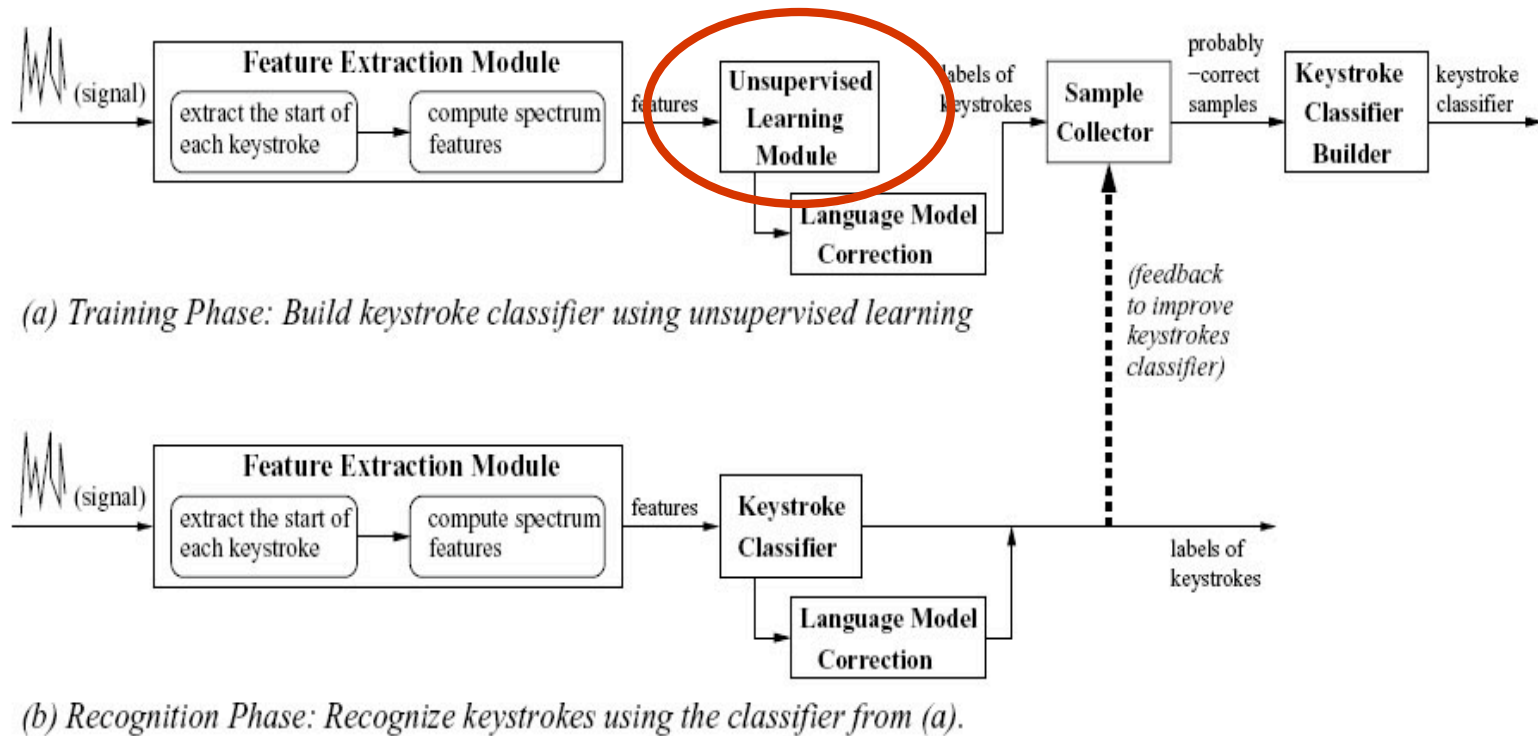 (signal)
Feature Extraction Module
extract the start of
each keystroke
compute spectrum
features
features
Unsupervised
Learning
Module
Language Model
Correction
labels of
keystrokes
Sample
Collector
probably
-correct
samples
Keystroke
Classifier
Builder
keystroke
classifier
(a) Training Phase: Build keystroke classifier using unsupervised learning
(feedback
to improve
keystrokes
classifier)
(signal)
Feature Extraction Module
extract the start of
each keystroke
compute spectrum
features
features
Keystroke
Classifier
Language Model
Correction
labels of
keystrokes
(b) Recognition Phase: Recognize keystrokes using the classifier from (a).